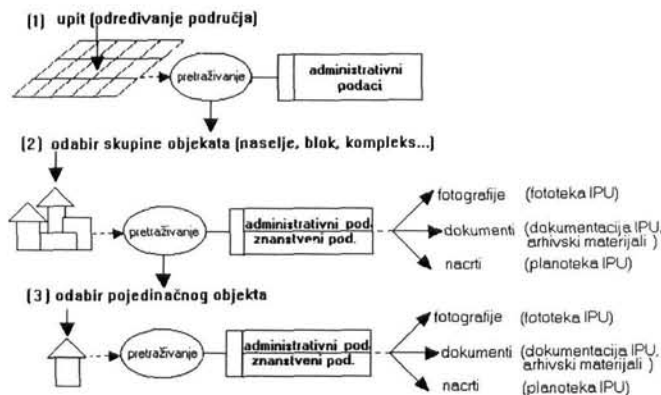 (1) upit (određivanje područja)
pretraživanje
administrativni
podaci
(2) odabir skupine objekata (naselje, blok, kompleks...)
pretraživanje
administrativni pod.
znanstveni pod.
fotografije (fototeka IPU)
dokumenti (dokumentacija IPU,
arhivski materijali )
nacrti (planoteka IPU)
(3) odabir pojedinačnog objekta
pretraživanje
administrativni pod.
znanstveni pod.
fotografije (fototeka IPU)
dokumenti (dokumentacija IPU,
arhivski materijali )
nacrti (planoteka IPU)